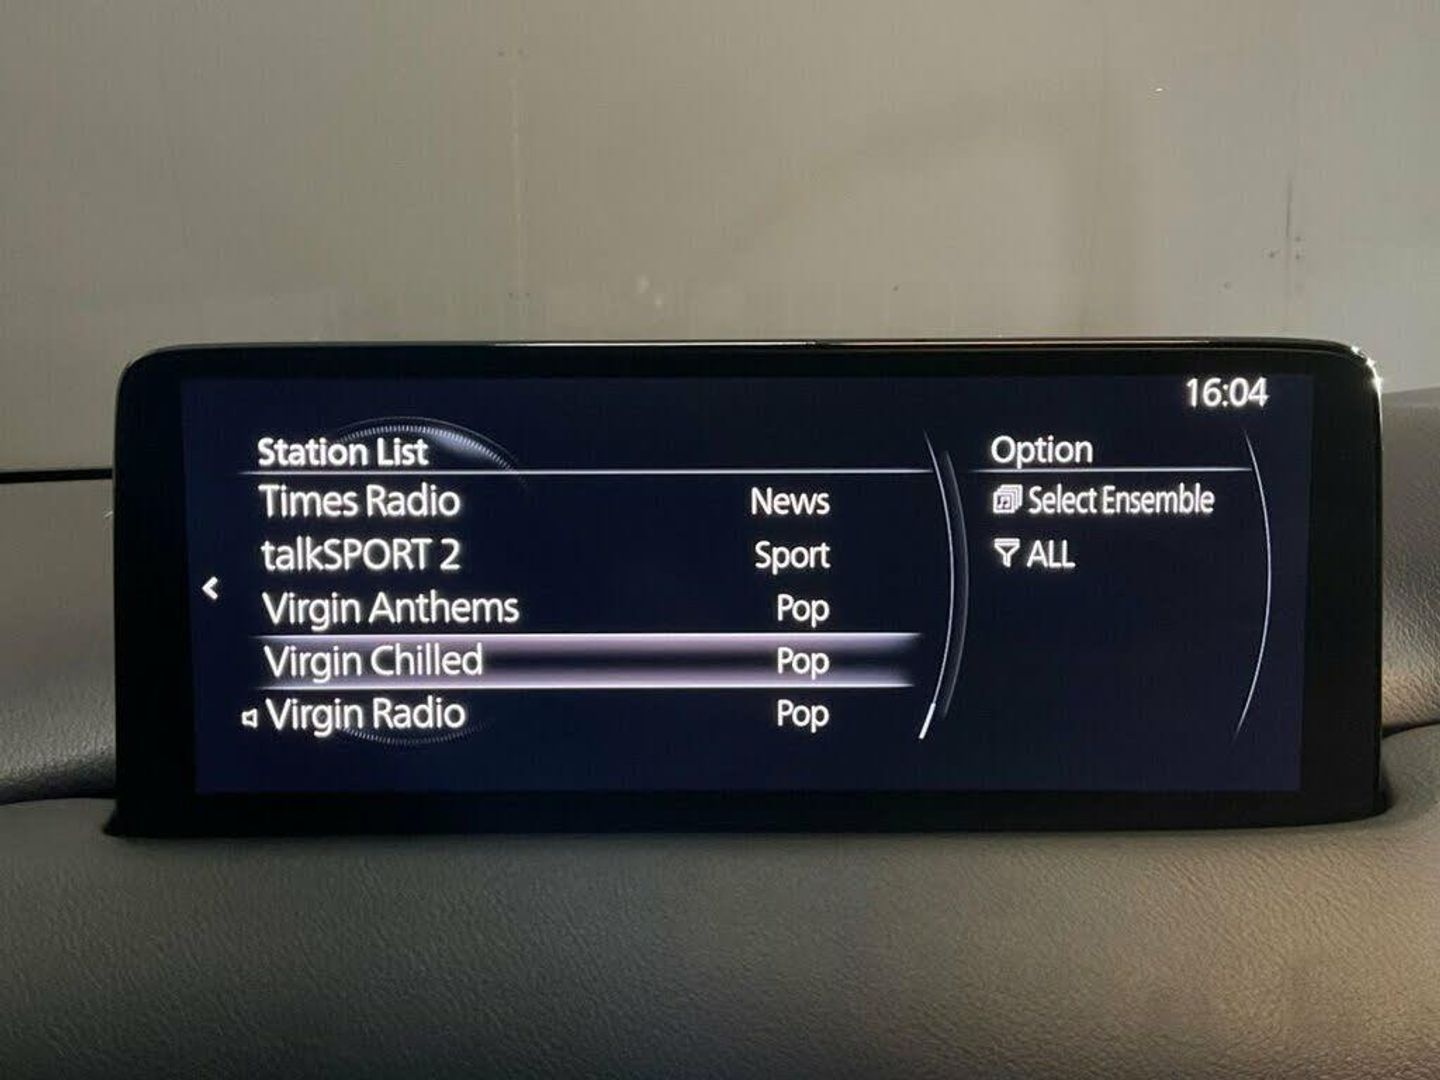 16:04
Station List
Times Radio News
talkSPORT 2 Sport
Virgin Anthems Pop
Virgin Chilled Pop
Virgin Radio Pop
Option
Select Ensemble
ALL